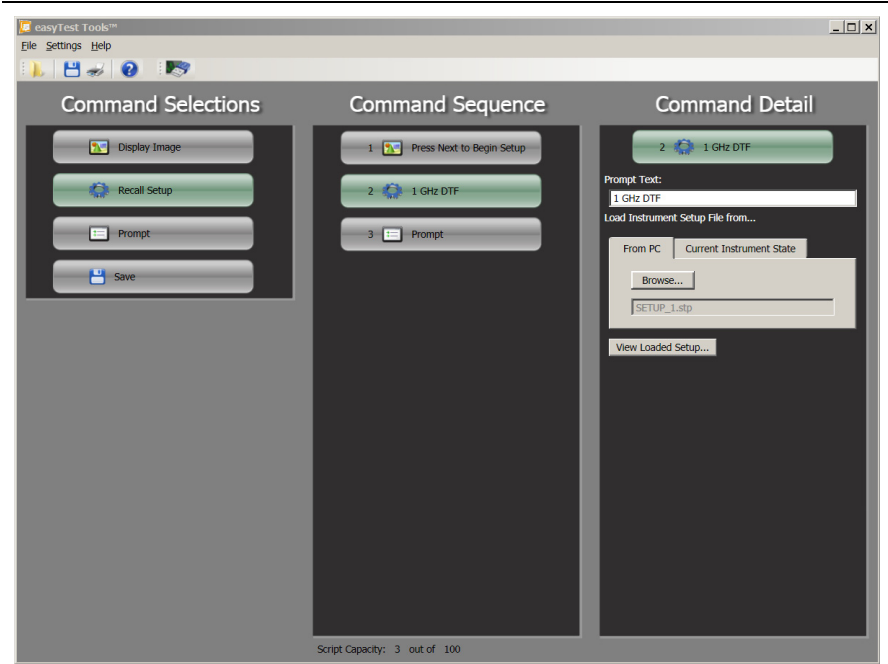 easyTest Tools™
File Settings Help
Command Selections
Display Image
Recall Setup
Prompt
Save
Command Sequence
1 Press Next to Begin Setup
2 1 GHz DTF
3 Prompt
Script Capacity: 3 out of 100
Command Detail
2 1 GHz DTF
Prompt Text:
1 GHz DTF
Load Instrument Setup File from...
From PC Current Instrument State
Browse...
SETUP_1.stp
View Loaded Setup...